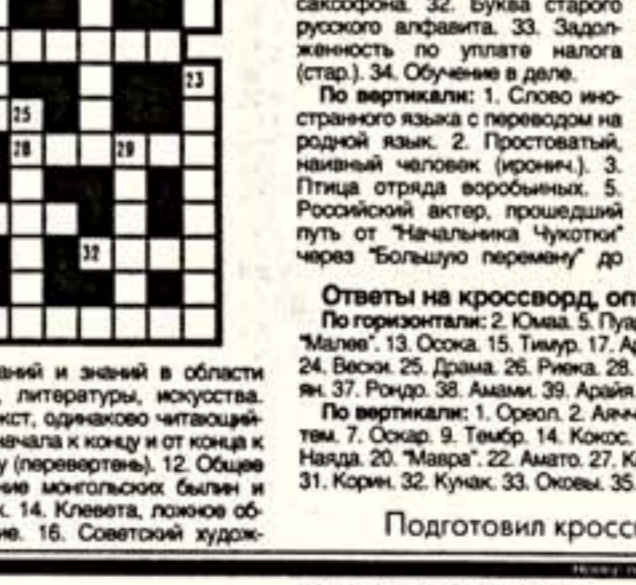 23
25
28 29
32
аний и знаний в области
, литературы, искусства.
кст, одинаково читающий-
начала к концу и от конца к
у (перевертень). 12. Общее
ние монгольских былин и
к. 14. Клевета, ложное об-
ие. 16. Советский худож-
саксофона. 32. Буква старого
русского алфавита. 33. Задол-
женность по уплате налога
(стар.). 34. Обучение в деле.
По вертикали: 1. Слово ино-
странного языка с переводом на
родной язык. 2. Простоватый,
наивный человек (иронич.). 3.
Птица отряда воробьиных. 5.
Российский актер, прошедший
путь от "Начальника Чукотки"
через "Большую перемену" до
Ответы на кроссворд, оп
По горизонтали: 2. Юмаа. 5. Пуа
"Малев". 13. Осока. 15. Тимур. 17. А
24. Вески. 25. Драма. 26. Риека. 28.
ян. 37. Рондо. 38. Амами. 39. Арайя
По вертикали: 1. Ореол. 2. Аяч
тем. 7. Оскар. 9. Тембр. 14. Кокос.
Наяда. 20. "Мавра". 22. Амато. 27. К
31. Корин. 32. Кунак. 33. Оковы. 35.
Подготовил кроссв